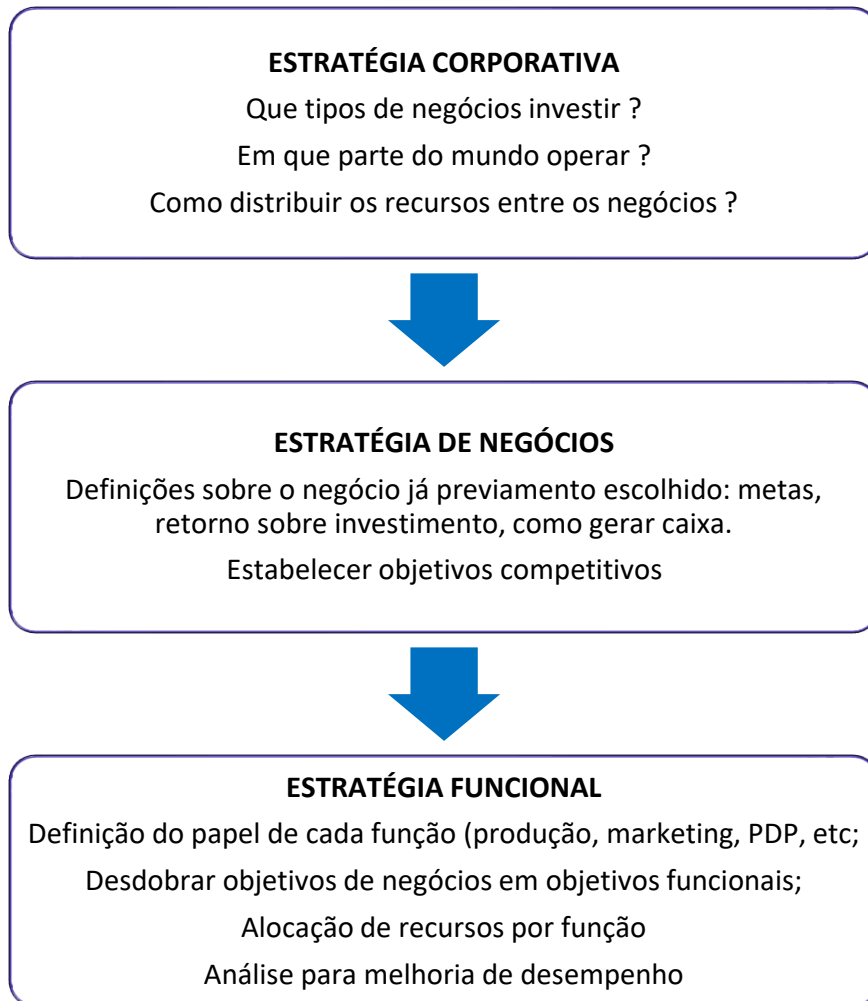 ESTRATÉGIA CORPORATIVA
Que tipos de negócios investir ?
Em que parte do mundo operar ?
Como distribuir os recursos entre os negócios ?
ESTRATÉGIA DE NEGÓCIOS
Definições sobre o negócio já previamento escolhido: metas,
retorno sobre investimento, como gerar caixa.
Estabelecer objetivos competitivos
ESTRATÉGIA FUNCIONAL
Definição do papel de cada função (produção, marketing, PDP, etc;
Desdobrar objetivos de negócios em objetivos funcionais;
Alocação de recursos por função
Análise para melhoria de desempenho